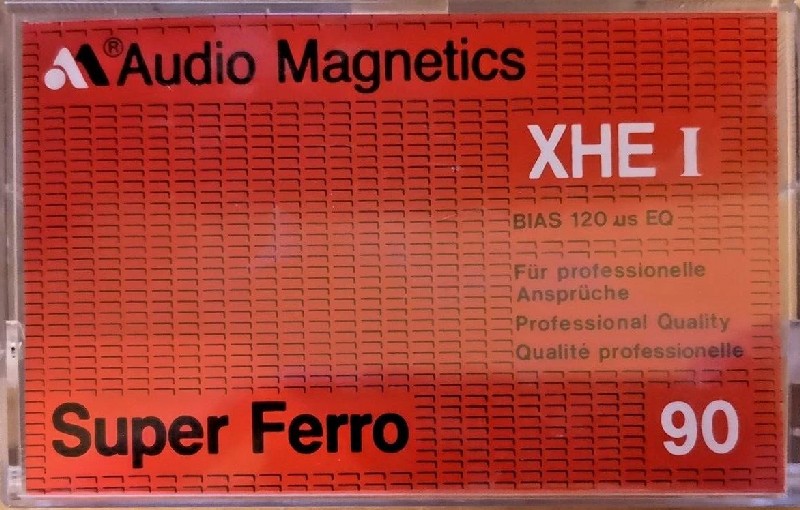 ® Audio Magnetics
XHE I
BIAS 120 µs EQ
Für professionelle
Ansprüche
Professional Quality
Qualité professionelle
Super Ferro
90